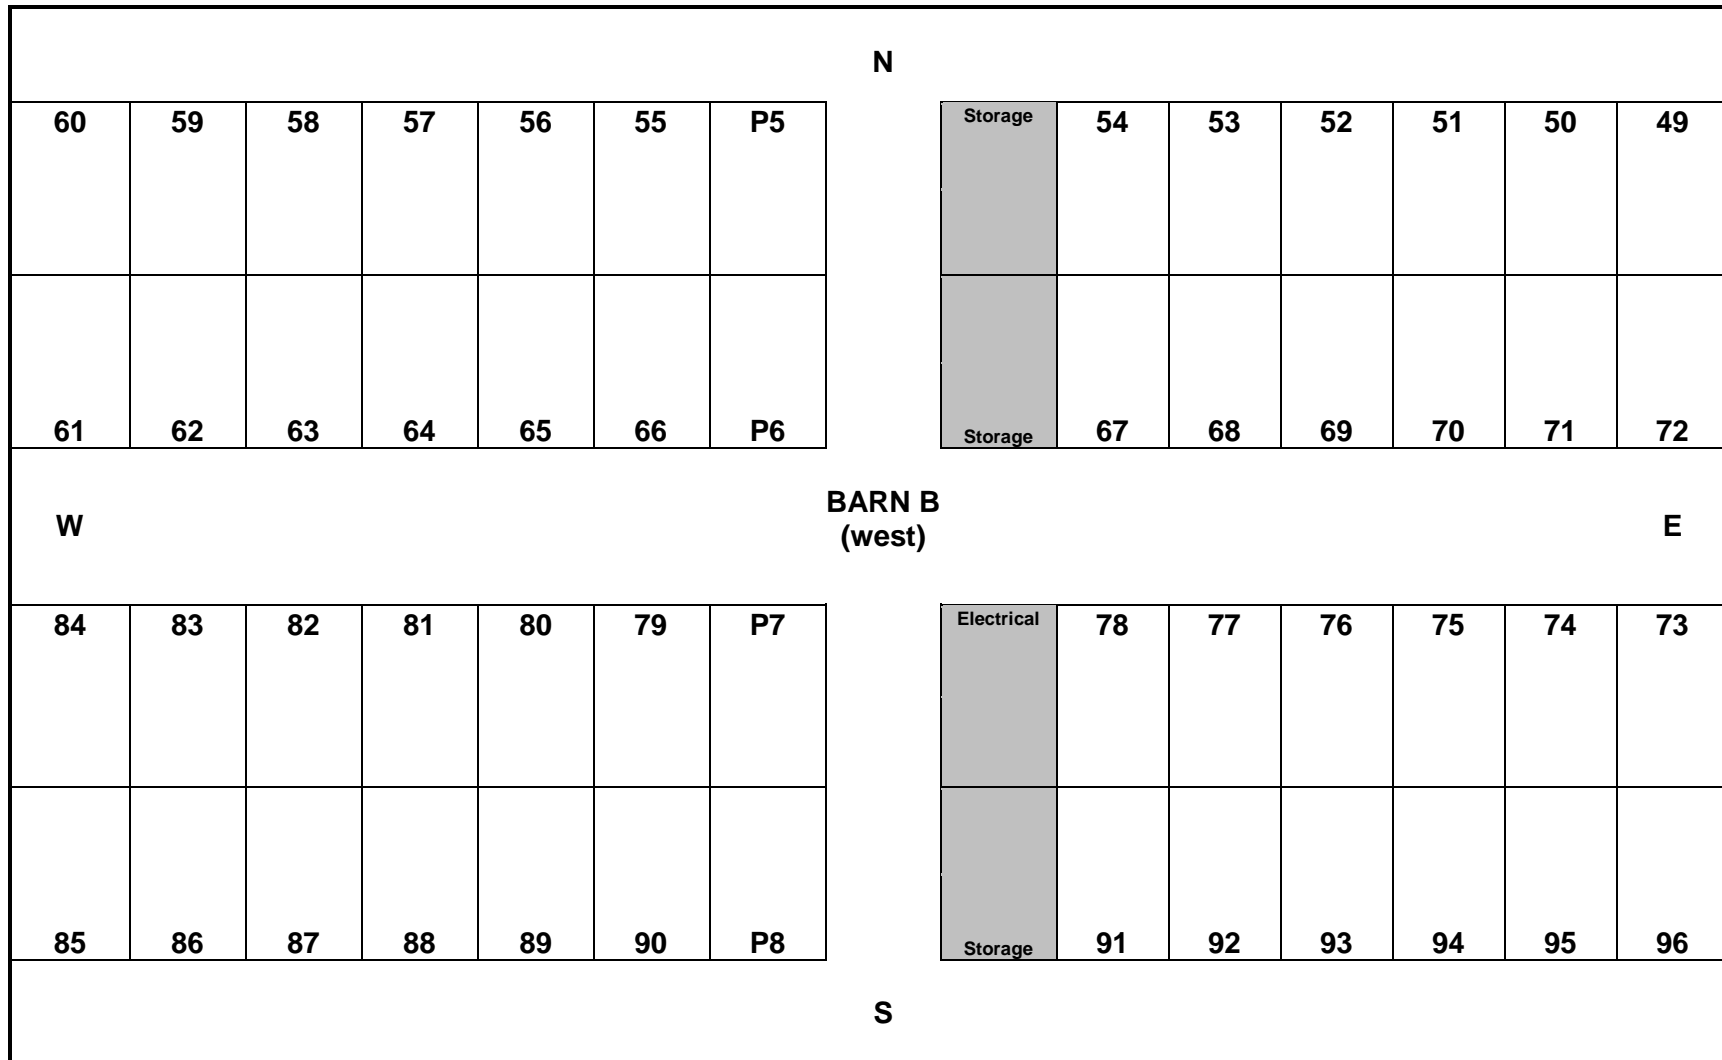 N
60 59 58 57 56 55 P5 Storage 54 53 52 51 50 49
61 62 63 64 65 66 P6 Storage 67 68 69 70 71 72
BARN B
W (west) E
84 83 82 81 80 79 P7 Electrical 78 77 76 75 74 73
85 86 87 88 89 90 P8 Storage 91 92 93 94 95 96
S